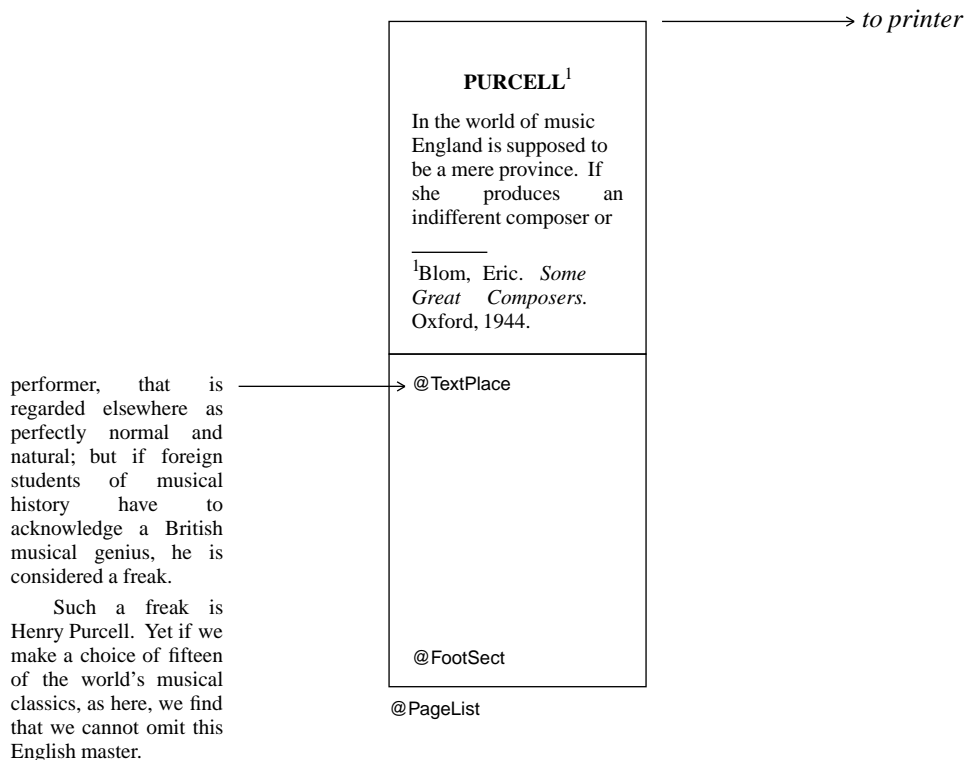 to printer
PURCELL1
In the world of music
England is supposed to
be a mere province. If
she produces an
indifferent composer or
1Blom, Eric. Some
Great Composers.
Oxford, 1944.
performer, that is
regarded elsewhere as
perfectly normal and
natural; but if foreign
students of musical
history have to
acknowledge a British
musical genius, he is
considered a freak.
Such a freak is
Henry Purcell. Yet if we
make a choice of fifteen
of the world's musical
classics, as here, we find
that we cannot omit this
English master.
@TextPlace
@FootSect
@PageList